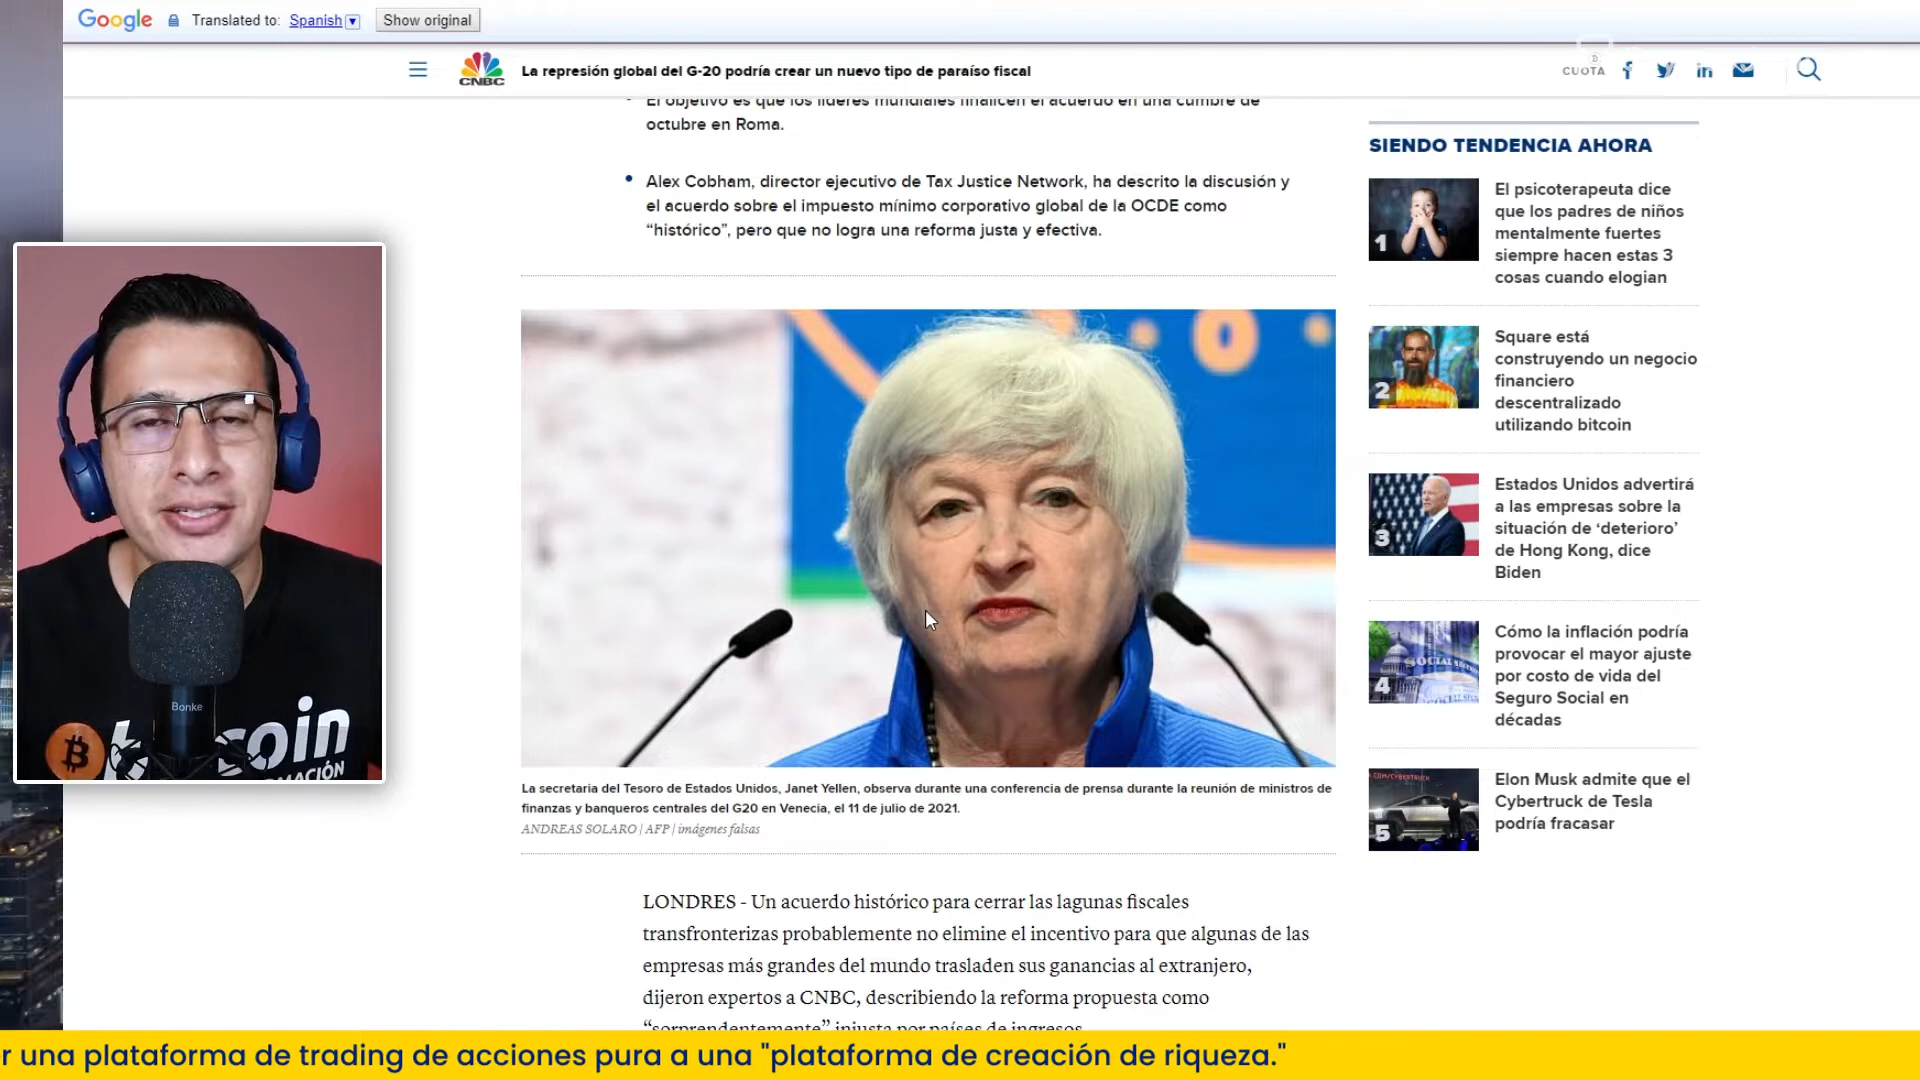 Google Translated to: Spanish Show original
CNBC La represión global del G-20 podría crear un nuevo tipo de paraíso fiscal
CUOTA
El objetivo es que los líderes mundiales finalicen el acuerdo en una cumbre de
octubre en Roma.
Alex Cobham, director ejecutivo de Tax Justice Network, ha descrito la discusión y
el acuerdo sobre el impuesto mínimo corporativo global de la OCDE como
“histórico”, pero que no logra una reforma justa y efectiva.
La secretaria del Tesoro de Estados Unidos, Janet Yellen, observa durante una conferencia de prensa durante la reunión de ministros de
finanzas y banqueros centrales del G20 en Venecia, el 11 de julio de 2021.
ANDREAS SOLARO | AFP | imágenes falsas
LONDRES - Un acuerdo histórico para cerrar las lagunas fiscales
transfronterizas probablemente no elimine el incentivo para que algunas de las
empresas más grandes del mundo trasladen sus ganancias al extranjero,
dijeron expertos a CNBC, describiendo la reforma propuesta como
“sorprendentemente” injusta por países de ingresos
SIENDO TENDENCIA AHORA
1
El psicoterapeuta dice
que los padres de niños
mentalmente fuertes
siempre hacen estas 3
cosas cuando elogian
2
Square está
construyendo un negocio
financiero
descentralizado
utilizando bitcoin
3
Estados Unidos advertirá
a las empresas sobre la
situación de ‘deterioro’
de Hong Kong, dice
Biden
SOCIAL
4
Cómo la inflación podría
provocar el mayor ajuste
por costo de vida del
Seguro Social en
décadas
.COM/CYBERTRUCK
5
Elon Musk admite que el
Cybertruck de Tesla
podría fracasar
Bonke
coin
MACIÓN
r una plataforma de trading de acciones pura a una "plataforma de creación de riqueza."